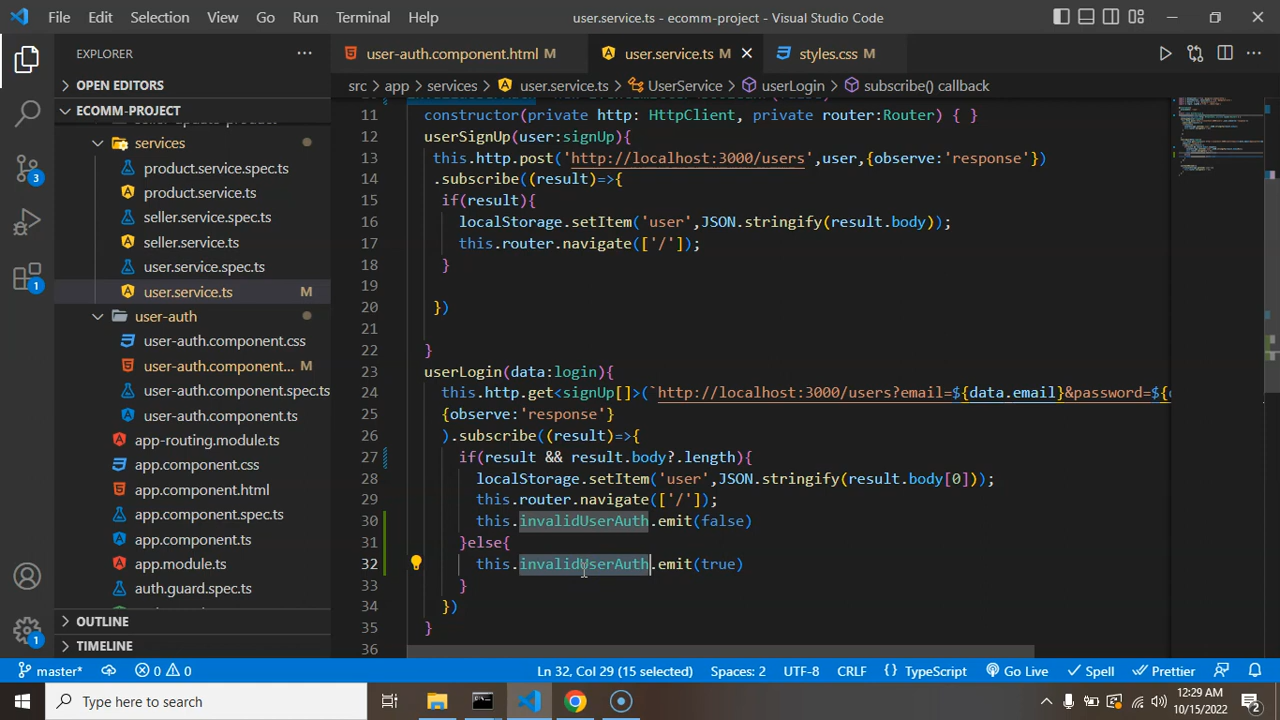 File Edit Selection View Go Run Terminal Help user.service.ts - ecomm-project - Visual Studio Code
EXPLORER
user-auth.component.html M user.service.ts M styles.css M
OPEN EDITORS
src > app > services > user.service.ts > UserService > userLogin > subscribe() callback
ECOMM-PROJECT
services
product.service.spec.ts
product.service.ts
seller.service.spec.ts
seller.service.ts
user.service.spec.ts
user.service.ts M
user-auth
user-auth.component.css
user-auth.component... M
user-auth.component.spec.ts
user-auth.component.ts
app-routing.module.ts
app.component.css
app.component.html
app.component.spec.ts
app.component.ts
app.module.ts
auth.guard.spec.ts
OUTLINE
TIMELINE
3
1
1
11 constructor(private http: HttpClient, private router:Router) { }
12 userSignUp(user:signUp){
13 this.http.post('http://localhost:3000/users',user,{observe:'response'})
14 .subscribe((result)=>{
15 if(result){
16 localStorage.setItem('user',JSON.stringify(result.body));
17 this.router.navigate(['/']);
18 }
19
20 })
21
22 }
23 userLogin(data:login){
24 this.http.get<signUp[]>(`http://localhost:3000/users?email=${data.email}&password=${
25 {observe:'response'}
26 ).subscribe((result)=>{
27 if(result && result.body?.length){
28 localStorage.setItem('user',JSON.stringify(result.body[0]));
29 this.router.navigate(['/']);
30 this.invalidUserAuth.emit(false)
31 }else{
32 this.invalidUserAuth.emit(true)
33 }
34 })
35 }
36
master* 0 0 Ln 32, Col 29 (15 selected) Spaces: 2 UTF-8 CRLF { } TypeScript Go Live Spell Prettier
Type here to search
12:29 AM
10/15/2022
2